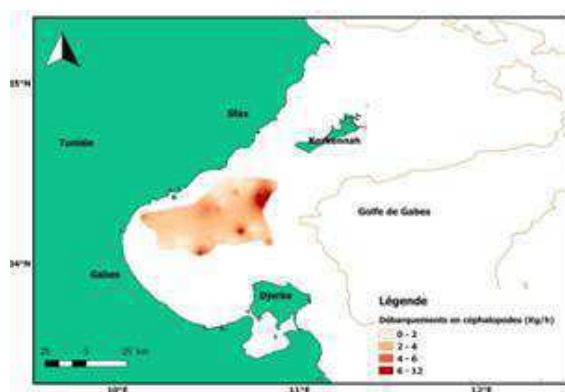 35°N
Sfax
Tunisie
Kerkennah
Golfe de Gabes
34°N
Gabes
Djerba
Légende
Débarquements en céphalopodes (Kg/h)
0 - 2
2 - 4
4 - 6
6 - 12
25 0 25 km
10°E
11°E
12°E